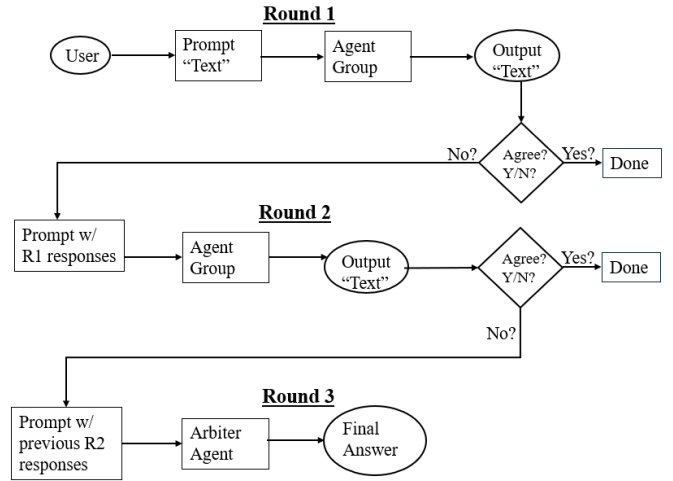 Round 1
User
Prompt
“Text”
Agent
Group
Output
“Text”
No?
Agree?
Y/N?
Yes?
Done
Round 2
Prompt w/
R1 responses
Agent
Group
Output
“Text”
Agree?
Y/N?
Yes?
Done
No?
Round 3
Prompt w/
previous R2
responses
Arbiter
Agent
Final
Answer